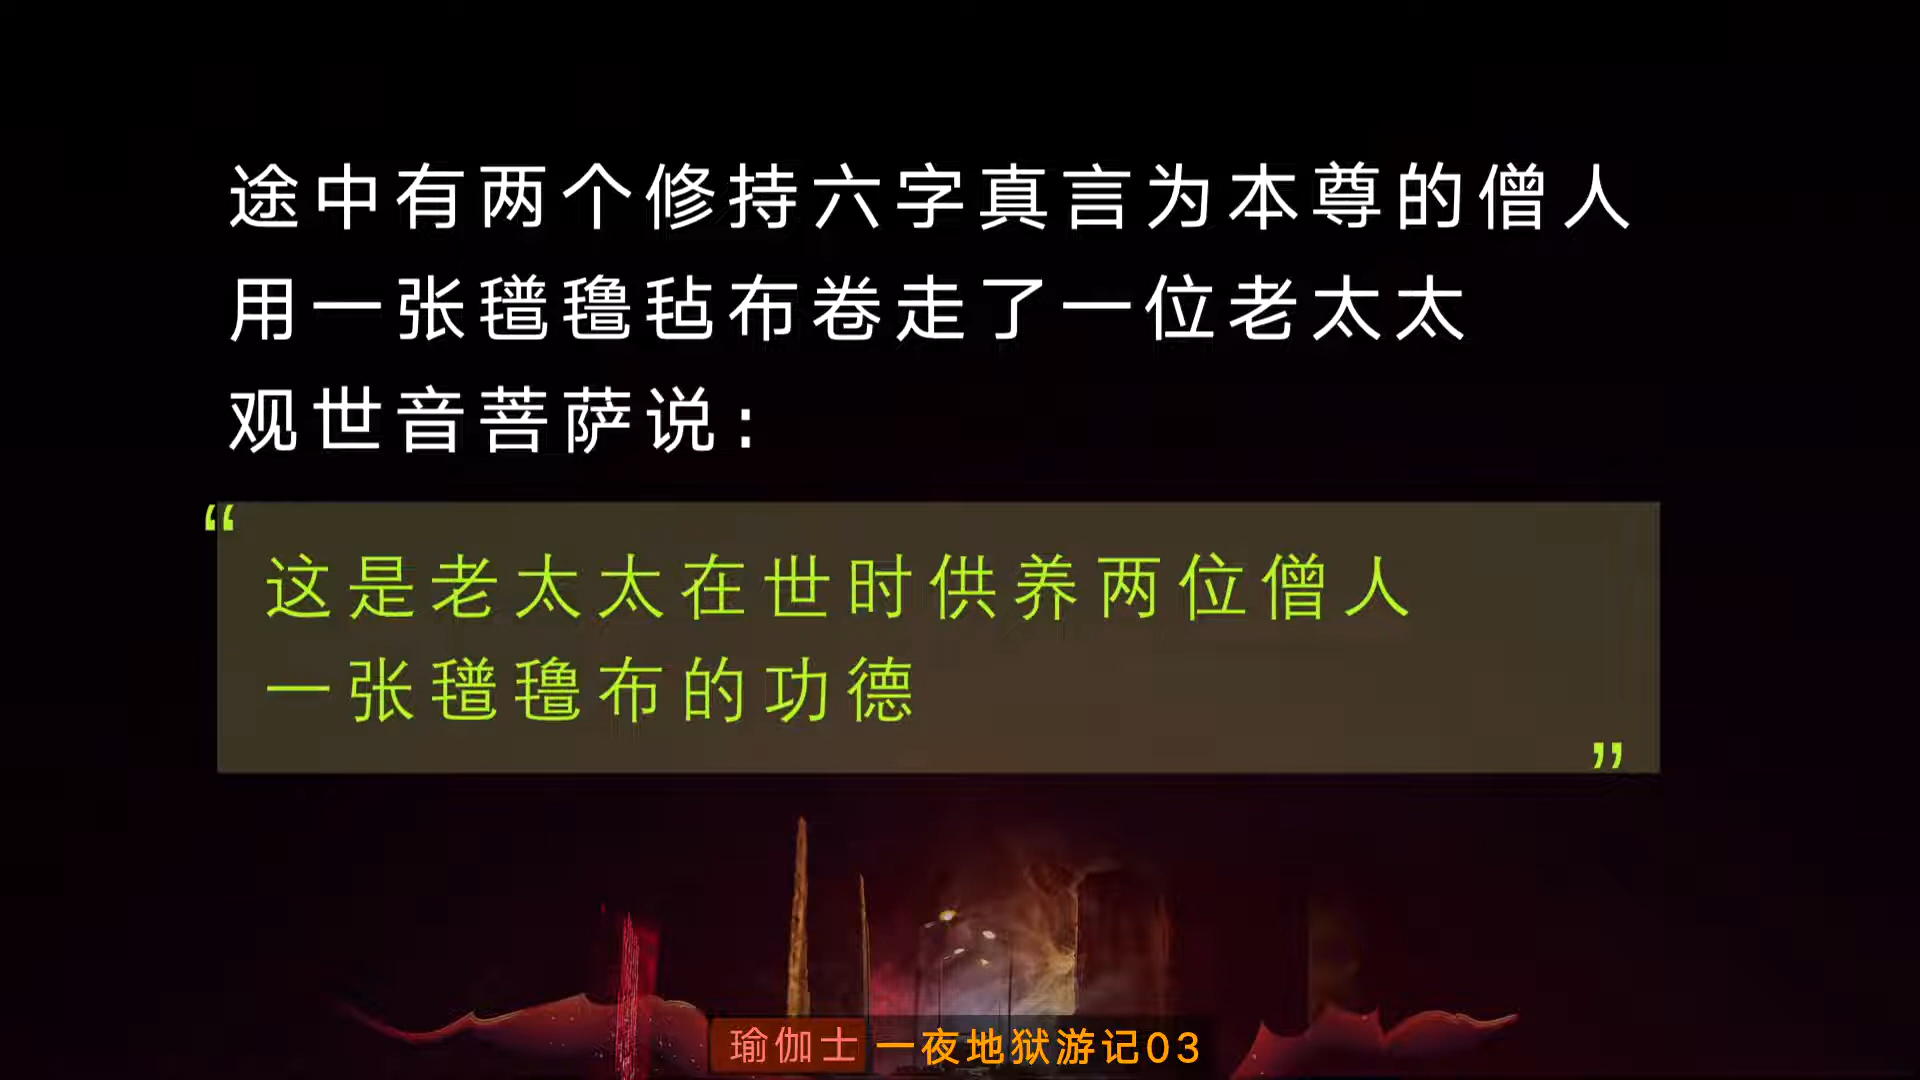 途中有两个修持六字真言为本尊的僧人
用一张氆氇毡布卷走了一位老太太
观世音菩萨说：
“这是老太太在世时供养两位僧人
一张氆氇布的功德”
瑜伽士 一夜地狱游记03